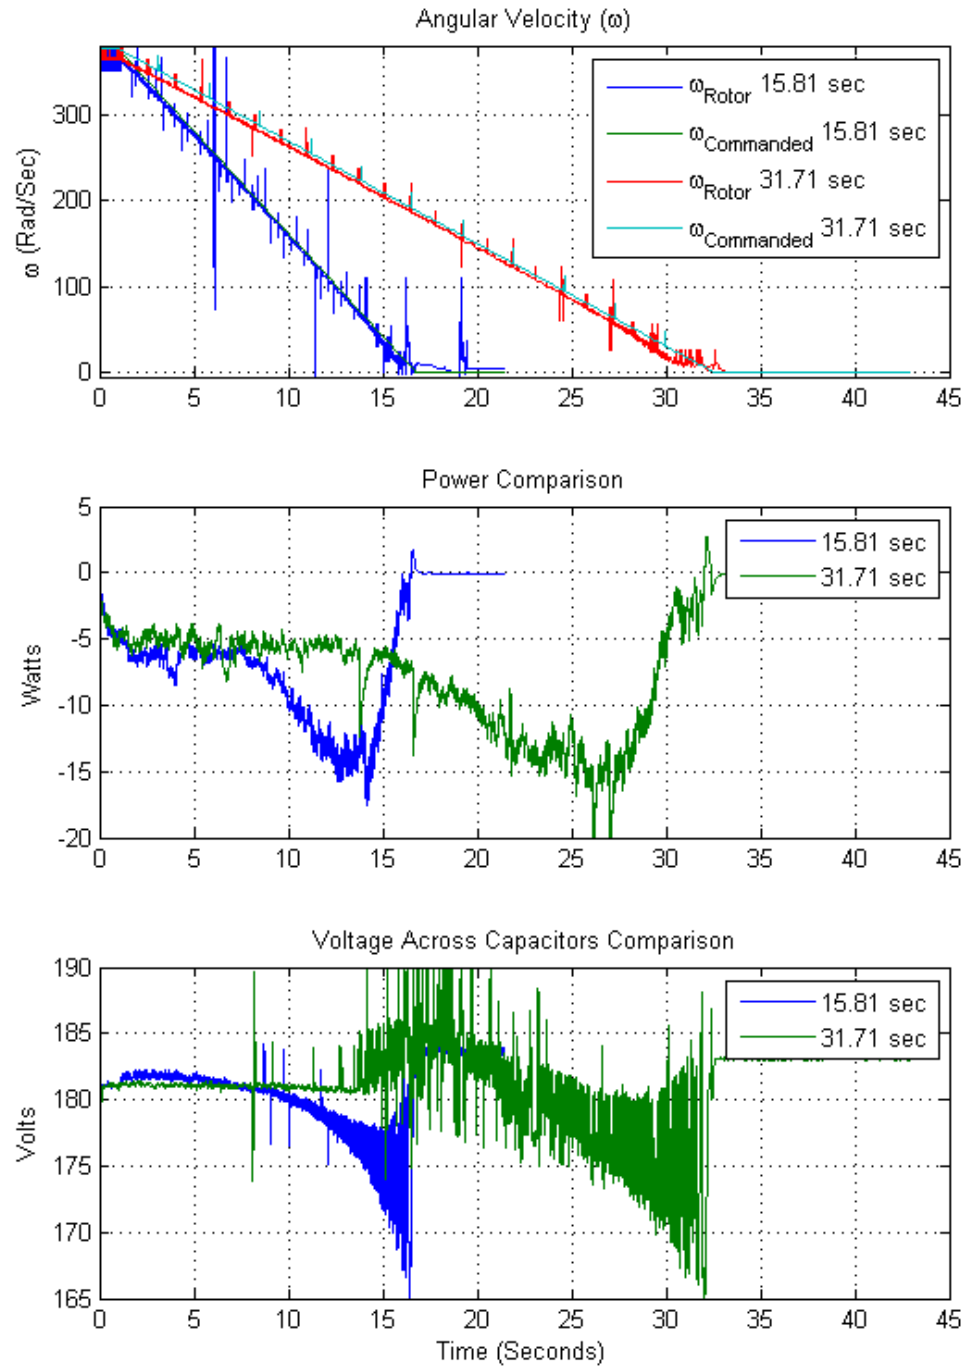 Angular Velocity (ω)
300
200
100
0
ω (Rad/Sec)
ω_Rotor 15.81 sec
ω_Commanded 15.81 sec
ω_Rotor 31.71 sec
ω_Commanded 31.71 sec
0 5 10 15 20 25 30 35 40 45
Power Comparison
5
0
-5
-10
-15
-20
Watts
15.81 sec
31.71 sec
0 5 10 15 20 25 30 35 40 45
Voltage Across Capacitors Comparison
190
185
180
175
170
165
Volts
15.81 sec
31.71 sec
0 5 10 15 20 25 30 35 40 45
Time (Seconds)